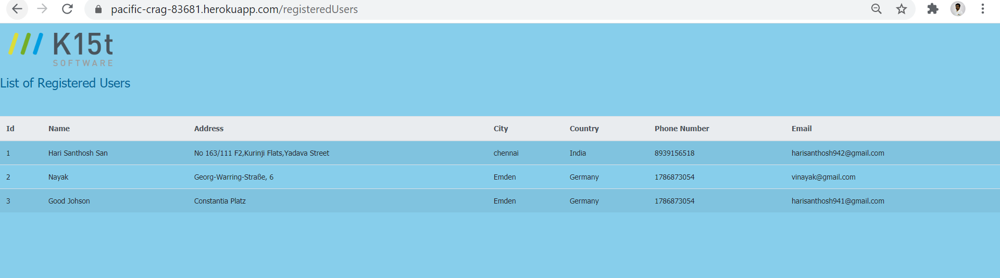 pacific-crag-83681.herokuapp.com/registeredUsers
K15t
SOFTWARE
List of Registered Users
Id Name Address City Country Phone Number Email
1 Hari Santhosh San No 163/111 F2,Kurinji Flats,Yadava Street chennai India 8939156518 harisanthosh942@gmail.com
2 Nayak Georg-Warring-Straße, 6 Emden Germany 1786873054 vinayak@gmail.com
3 Good Johson Constantia Platz Emden Germany 1786873054 harisanthosh941@gmail.com